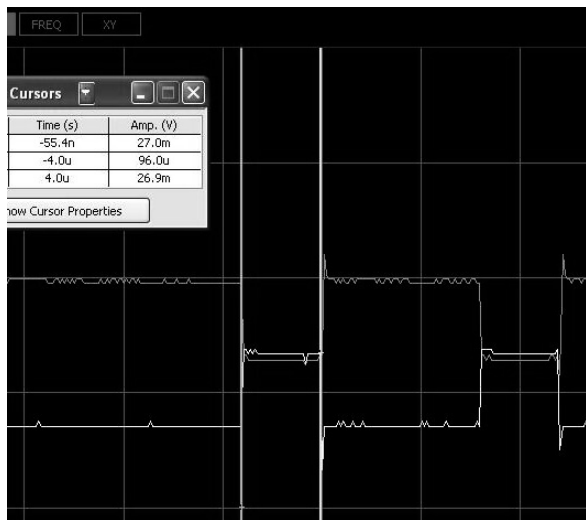 FREQ XY
Cursors
Time (s) Amp. (V)
-55.4n 27.0m
-4.0u 96.0u
4.0u 26.9m
now Cursor Properties